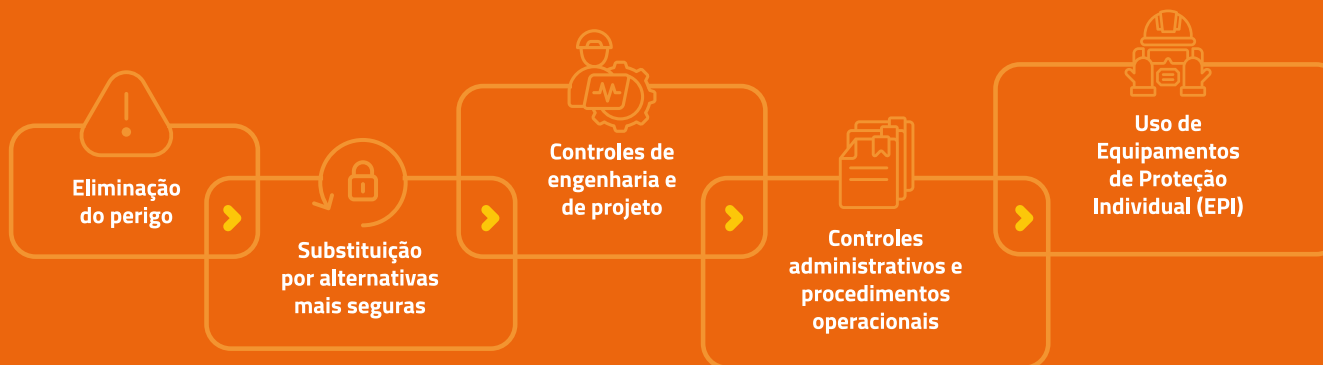 Eliminação
do perigo
Substituição
por alternativas
mais seguras
Controles de
engenharia e
de projeto
Controles
administrativos e
procedimentos
operacionais
Uso de
Equipamentos
de Proteção
Individual (EPI)